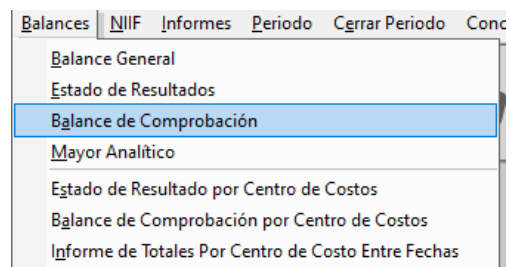 Balances NIIF Informes Periodo Cerrar Periodo Conc
Balance General
Estado de Resultados
Balance de Comprobación
Mayor Analítico
Estado de Resultado por Centro de Costos
Balance de Comprobación por Centro de Costos
Informe de Totales Por Centro de Costo Entre Fechas